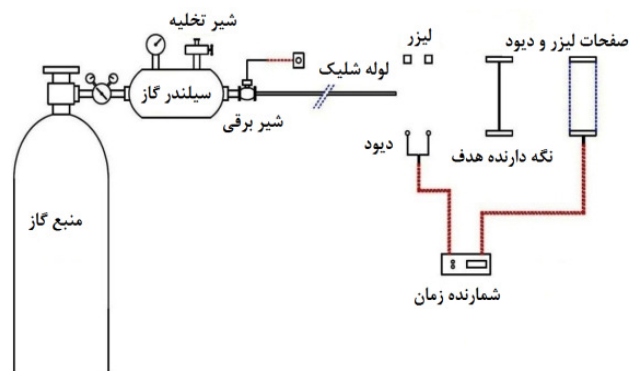 شیر تخلیه
لیزر
صفحات لیزر و دیود
سیلندر گاز
لوله شلیک
شیر برقی
دیود
نگه دارنده هدف
منبع گاز
شمارنده زمان